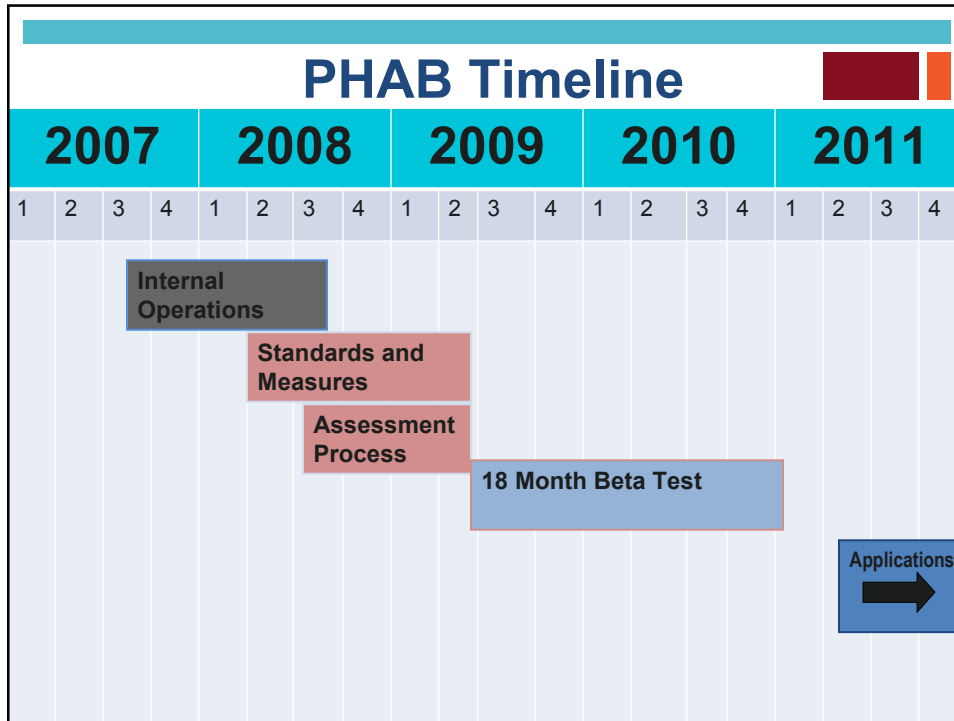 PHAB Timeline
2007 2008 2009 2010 2011
1 2 3 4 1 2 3 4 1 2 3 4 1 2 3 4 1 2 3 4
Internal
Operations
Standards and
Measures
Assessment
Process
18 Month Beta Test
Applications